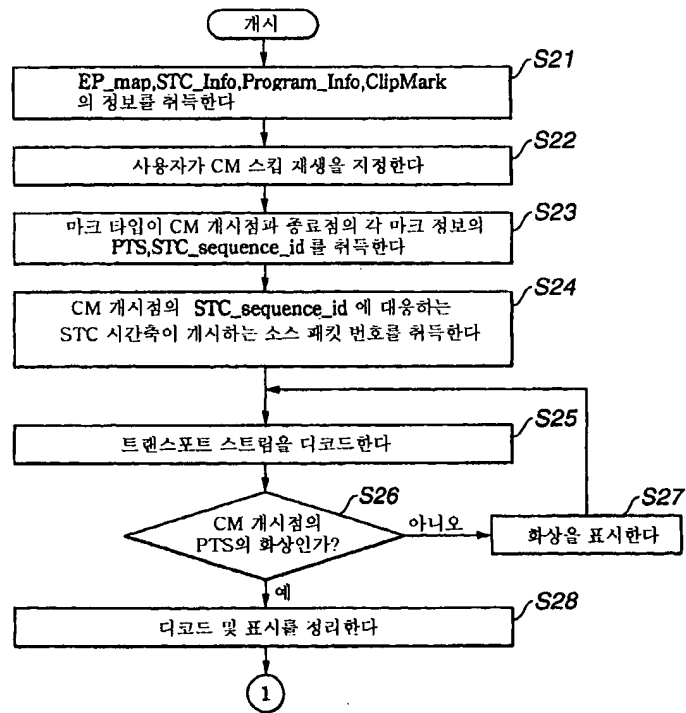 개시
S21
EP_map,STC_Info,Program_Info,ClipMark
의 정보를 취득한다
S22
사용자가 CM 스킵 재생을 지정한다
S23
마크 타입이 CM 개시점과 종료점의 각 마크 정보의
PTS,STC_sequence_id 를 취득한다
S24
CM 개시점의 STC_sequence_id 에 대응하는
STC 시간축이 개시하는 소스 패킷 번호를 취득한다
S25
트랜스포트 스트림을 디코드한다
S26
CM 개시점의
PTS의 화상인가?
아니오
S27
화상을 표시한다
예
S28
디코드 및 표시를 정리한다
1